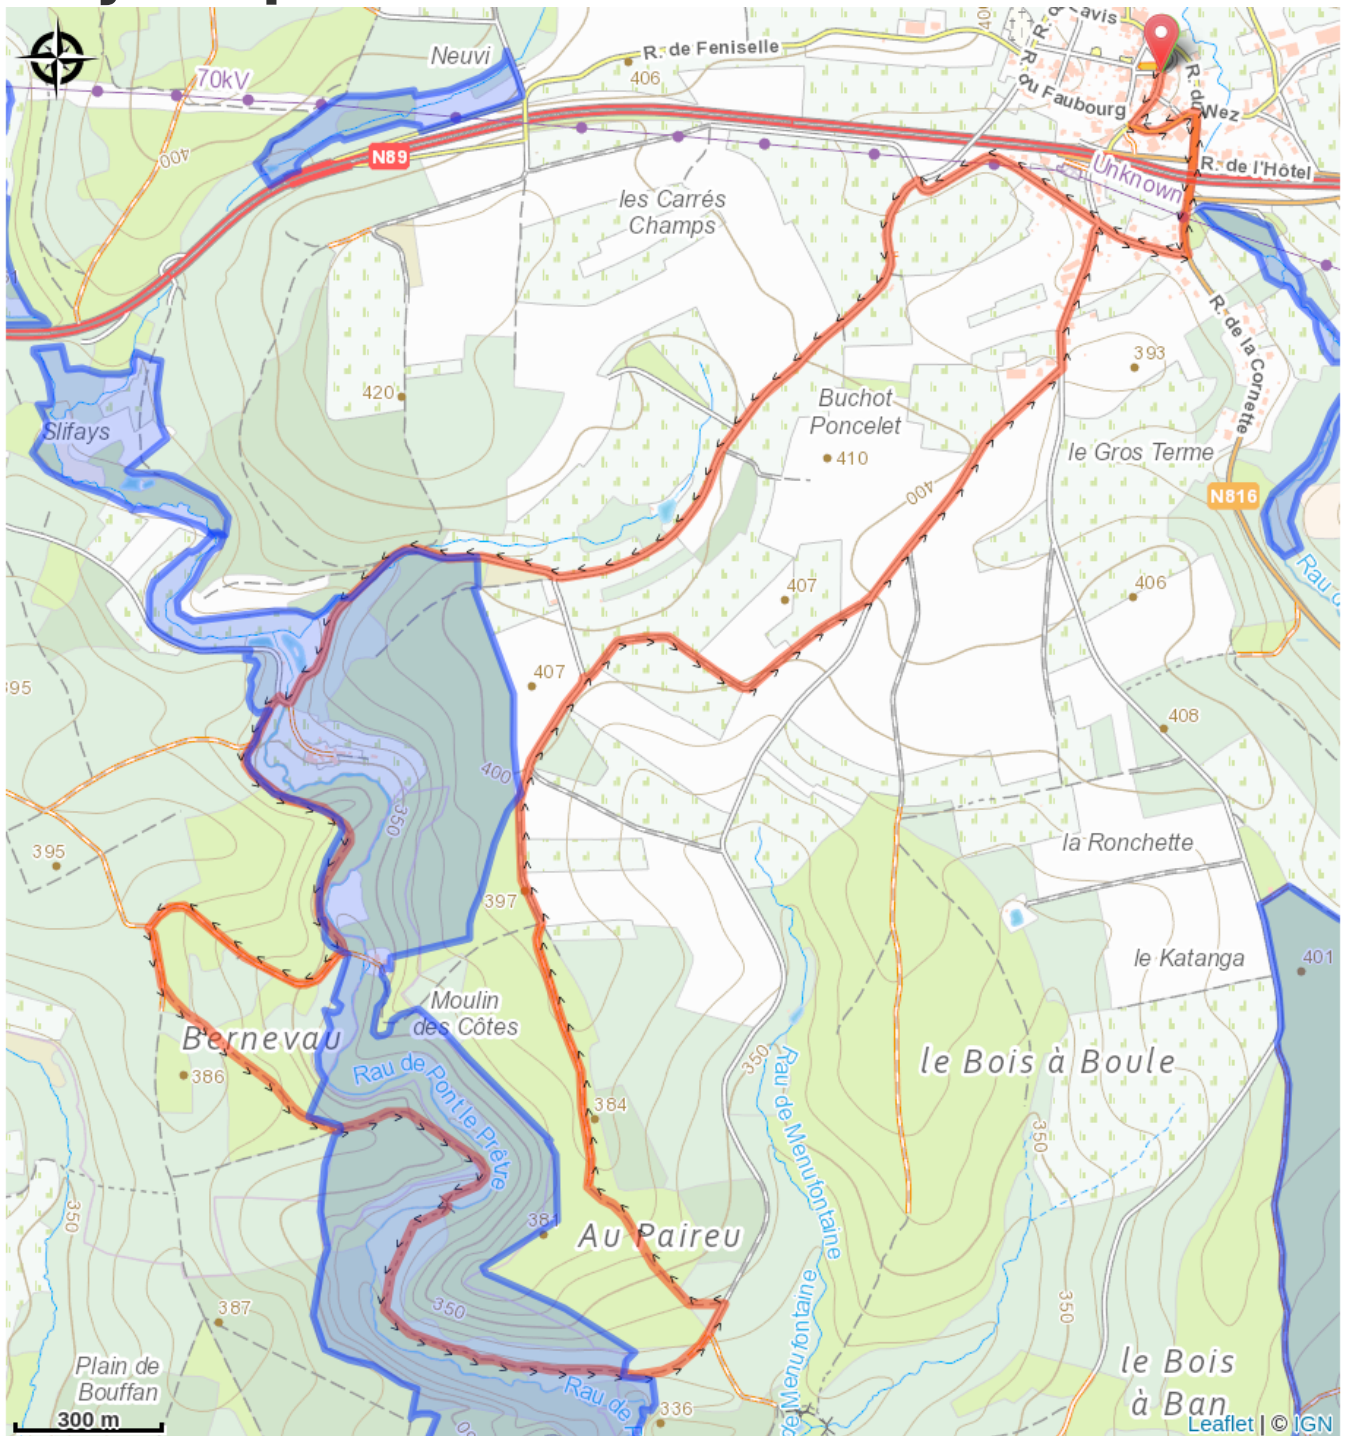 Neuvi
R. de Feniselle
406
70kV
N89
400
R. du Faubourg
R. du Wez
R. de l'Hôtel
Unknown
les Carrés
Champs
R. de la Cornette
393
420
Slifays
Buchot
Poncelet
410
le Gros Terme
400
N816
407
406
395
407
408
400
350
395
la Ronchette
397
le Katanga
401
Moulin
des Côtes
Bernevau
386
Rau de Pont le Prêvre
350
Rau de Menufontaine
le Bois à Boule
384
350
350
381
Au Paireu
387
350
350
Plain de
Bouffan
Rau de
336
de Menufontaine
le Bois
à Ban
300 m
Leaflet | © IGN